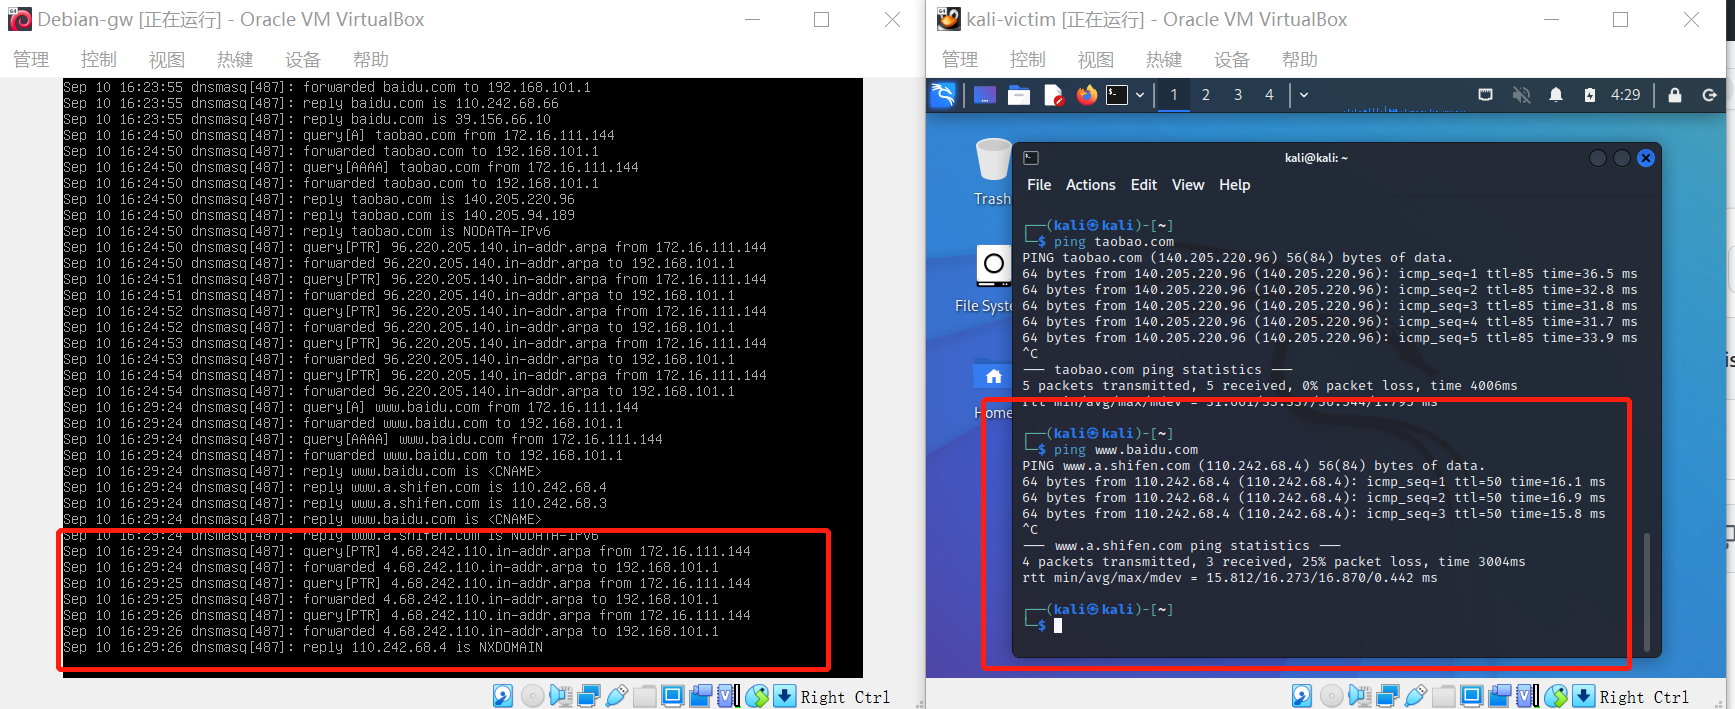 Debian-gw [正在运行] - Oracle VM VirtualBox
管理 控制 视图 热键 设备 帮助
Sep 10 16:23:55 dnsmasq[487]: forwarded baidu.com to 192.168.101.1
Sep 10 16:23:55 dnsmasq[487]: reply baidu.com is 110.242.68.66
Sep 10 16:23:55 dnsmasq[487]: reply baidu.com is 39.156.66.10
Sep 10 16:24:50 dnsmasq[487]: query[A] taobao.com from 172.16.111.144
Sep 10 16:24:50 dnsmasq[487]: forwarded taobao.com to 192.168.101.1
Sep 10 16:24:50 dnsmasq[487]: query[AAAA] taobao.com from 172.16.111.144
Sep 10 16:24:50 dnsmasq[487]: forwarded taobao.com to 192.168.101.1
Sep 10 16:24:50 dnsmasq[487]: reply taobao.com is 140.205.220.96
Sep 10 16:24:50 dnsmasq[487]: reply taobao.com is 140.205.94.189
Sep 10 16:24:50 dnsmasq[487]: reply taobao.com is NODATA-IPv6
Sep 10 16:24:50 dnsmasq[487]: query[PTR] 96.220.205.140.in-addr.arpa from 172.16.111.144
Sep 10 16:24:50 dnsmasq[487]: forwarded 96.220.205.140.in-addr.arpa to 192.168.101.1
Sep 10 16:24:51 dnsmasq[487]: query[PTR] 96.220.205.140.in-addr.arpa from 172.16.111.144
Sep 10 16:24:51 dnsmasq[487]: forwarded 96.220.205.140.in-addr.arpa to 192.168.101.1
Sep 10 16:24:52 dnsmasq[487]: query[PTR] 96.220.205.140.in-addr.arpa from 172.16.111.144
Sep 10 16:24:52 dnsmasq[487]: forwarded 96.220.205.140.in-addr.arpa to 192.168.101.1
Sep 10 16:24:53 dnsmasq[487]: query[PTR] 96.220.205.140.in-addr.arpa from 172.16.111.144
Sep 10 16:24:53 dnsmasq[487]: forwarded 96.220.205.140.in-addr.arpa to 192.168.101.1
Sep 10 16:24:54 dnsmasq[487]: query[PTR] 96.220.205.140.in-addr.arpa from 172.16.111.144
Sep 10 16:24:54 dnsmasq[487]: forwarded 96.220.205.140.in-addr.arpa to 192.168.101.1
Sep 10 16:29:24 dnsmasq[487]: query[A] www.baidu.com from 172.16.111.144
Sep 10 16:29:24 dnsmasq[487]: forwarded www.baidu.com to 192.168.101.1
Sep 10 16:29:24 dnsmasq[487]: query[AAAA] www.baidu.com from 172.16.111.144
Sep 10 16:29:24 dnsmasq[487]: forwarded www.baidu.com to 192.168.101.1
Sep 10 16:29:24 dnsmasq[487]: reply www.baidu.com is <CNAME>
Sep 10 16:29:24 dnsmasq[487]: reply www.a.shifen.com is 110.242.68.4
Sep 10 16:29:24 dnsmasq[487]: reply www.a.shifen.com is 110.242.68.3
Sep 10 16:29:24 dnsmasq[487]: reply www.baidu.com is <CNAME>
Sep 10 16:29:24 dnsmasq[487]: reply www.a.shifen.com is NODATA-IPv6
Sep 10 16:29:24 dnsmasq[487]: query[PTR] 4.68.242.110.in-addr.arpa from 172.16.111.144
Sep 10 16:29:24 dnsmasq[487]: forwarded 4.68.242.110.in-addr.arpa to 192.168.101.1
Sep 10 16:29:25 dnsmasq[487]: query[PTR] 4.68.242.110.in-addr.arpa from 172.16.111.144
Sep 10 16:29:25 dnsmasq[487]: forwarded 4.68.242.110.in-addr.arpa to 192.168.101.1
Sep 10 16:29:26 dnsmasq[487]: query[PTR] 4.68.242.110.in-addr.arpa from 172.16.111.144
Sep 10 16:29:26 dnsmasq[487]: forwarded 4.68.242.110.in-addr.arpa to 192.168.101.1
Sep 10 16:29:26 dnsmasq[487]: reply 110.242.68.4 is NXDOMAIN
Right Ctrl
kali-victim [正在运行] - Oracle VM VirtualBox
管理 控制 视图 热键 设备 帮助
1 2 3 4 4:29
Trash
File Syste
Home
kali@kali: ~
File Actions Edit View Help
┌──(kali㉿kali)-[~]
└─$ ping taobao.com
PING taobao.com (140.205.220.96) 56(84) bytes of data.
64 bytes from 140.205.220.96 (140.205.220.96): icmp_seq=1 ttl=85 time=36.5 ms
64 bytes from 140.205.220.96 (140.205.220.96): icmp_seq=2 ttl=85 time=32.8 ms
64 bytes from 140.205.220.96 (140.205.220.96): icmp_seq=3 ttl=85 time=31.8 ms
64 bytes from 140.205.220.96 (140.205.220.96): icmp_seq=4 ttl=85 time=31.7 ms
64 bytes from 140.205.220.96 (140.205.220.96): icmp_seq=5 ttl=85 time=33.9 ms
^C
— taobao.com ping statistics —
5 packets transmitted, 5 received, 0% packet loss, time 4006ms
rtt min/avg/max/mdev =
┌──(kali㉿kali)-[~]
└─$ ping www.baidu.com
PING www.a.shifen.com (110.242.68.4) 56(84) bytes of data.
64 bytes from 110.242.68.4 (110.242.68.4): icmp_seq=1 ttl=50 time=16.1 ms
64 bytes from 110.242.68.4 (110.242.68.4): icmp_seq=2 ttl=50 time=16.9 ms
64 bytes from 110.242.68.4 (110.242.68.4): icmp_seq=3 ttl=50 time=15.8 ms
^C
— www.a.shifen.com ping statistics —
4 packets transmitted, 3 received, 25% packet loss, time 3004ms
rtt min/avg/max/mdev = 15.812/16.273/16.870/0.442 ms
┌──(kali㉿kali)-[~]
└─$
Right Ctrl